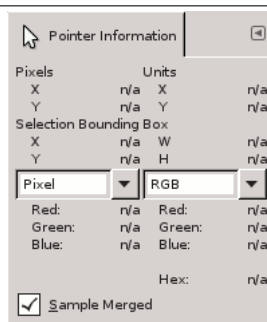 Pointer Information
Pixels Units
X n/a X n/a
Y n/a Y n/a
Selection Bounding Box
X n/a W n/a
Y n/a H n/a
Pixel RGB
Red: n/a Red: n/a
Green: n/a Green: n/a
Blue: n/a Blue: n/a
Hex: n/a
Sample Merged